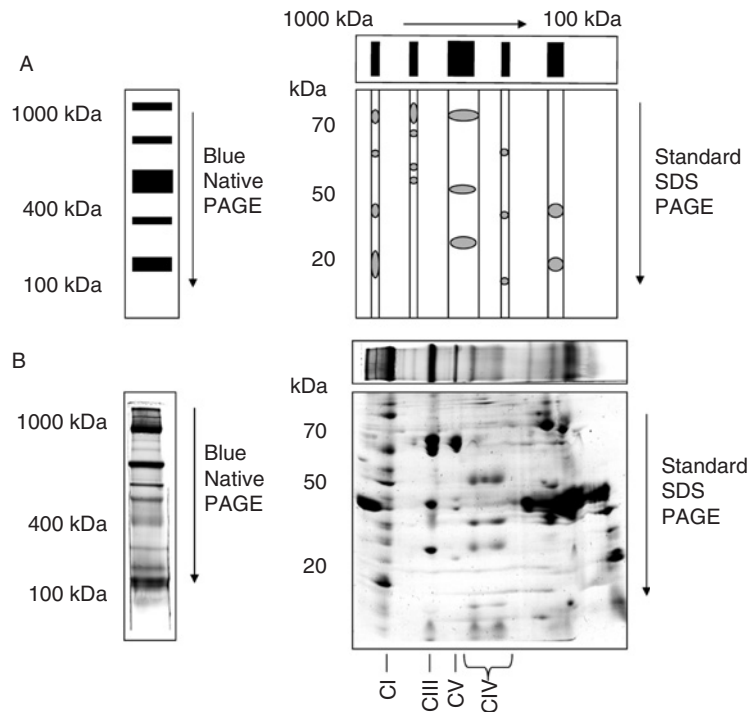 1000 kDa 100 kDa
A
1000 kDa
400 kDa
100 kDa
Blue
Native
PAGE
kDa
70
50
20
Standard
SDS
PAGE
B
1000 kDa
400 kDa
100 kDa
Blue
Native
PAGE
kDa
70
50
20
Standard
SDS
PAGE
CI
CIII
CV
CIV